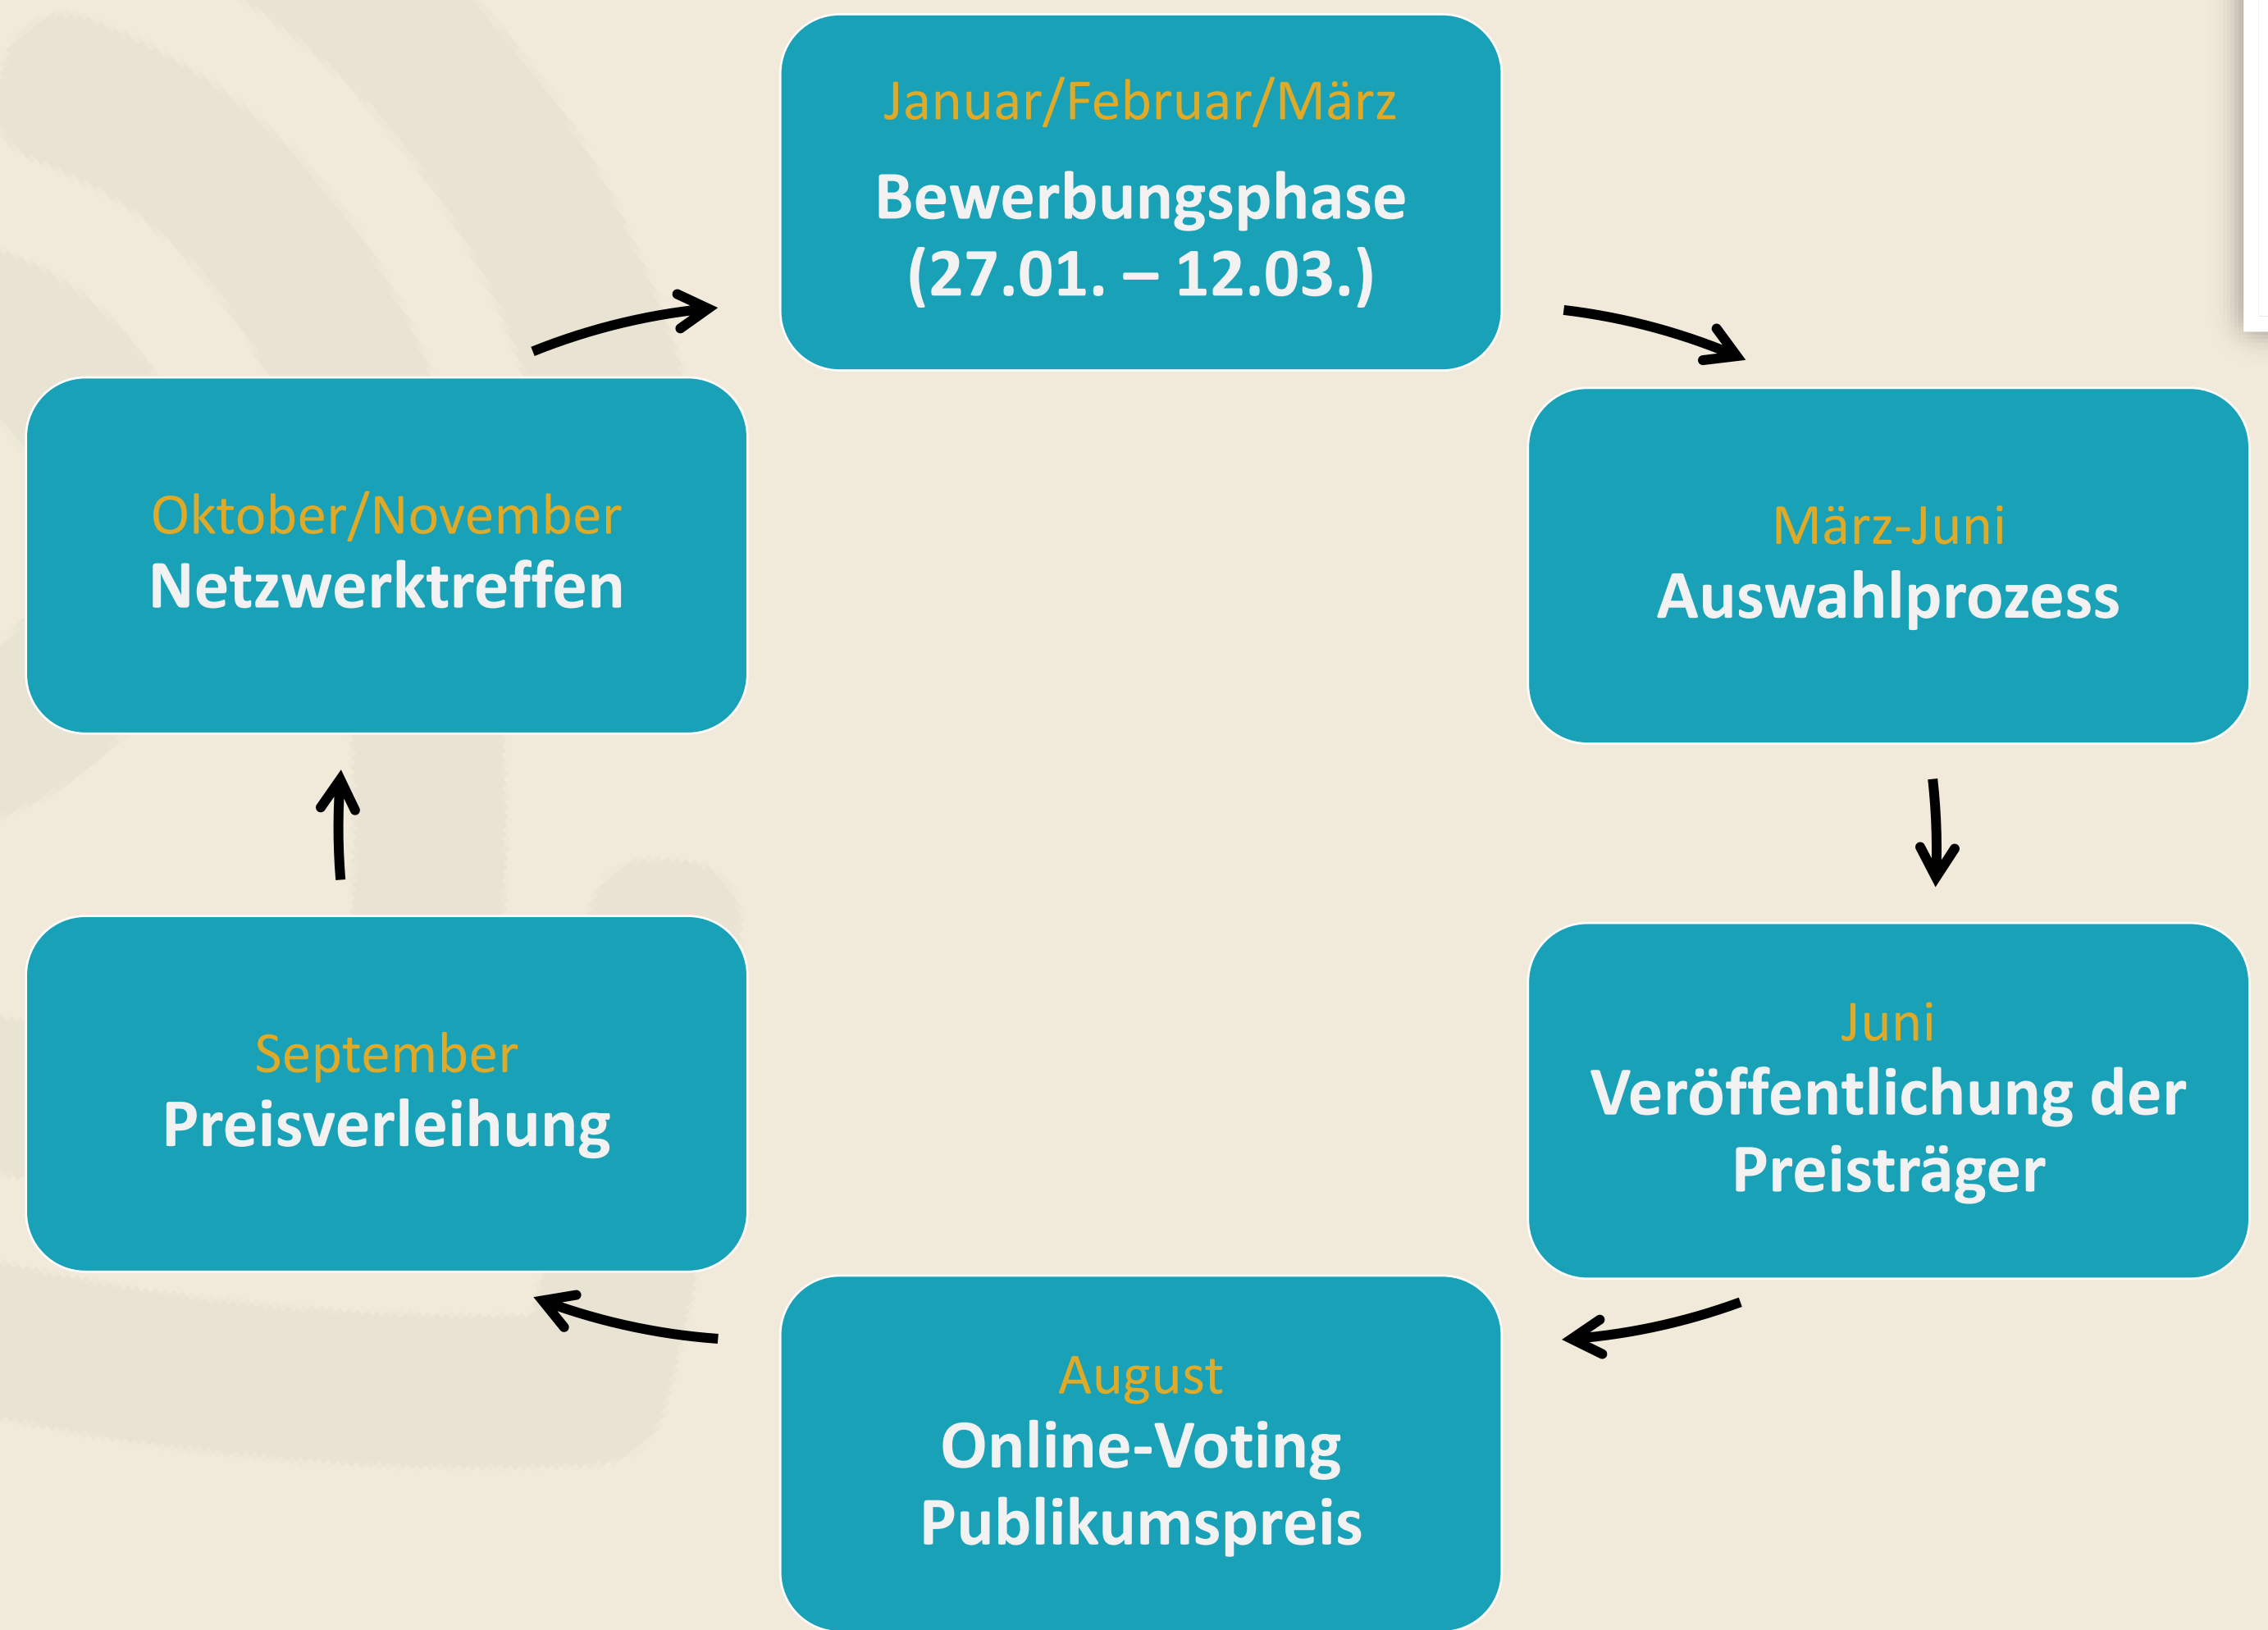 Januar/Februar/März
Bewerbungsphase
(27.01. – 12.03.)
März-Juni
Auswahlprozess
Juni
Veröffentlichung der
Preisträger
August
Online-Voting
Publikumspreis
September
Preisverleihung
Oktober/November
Netzwerktreffen